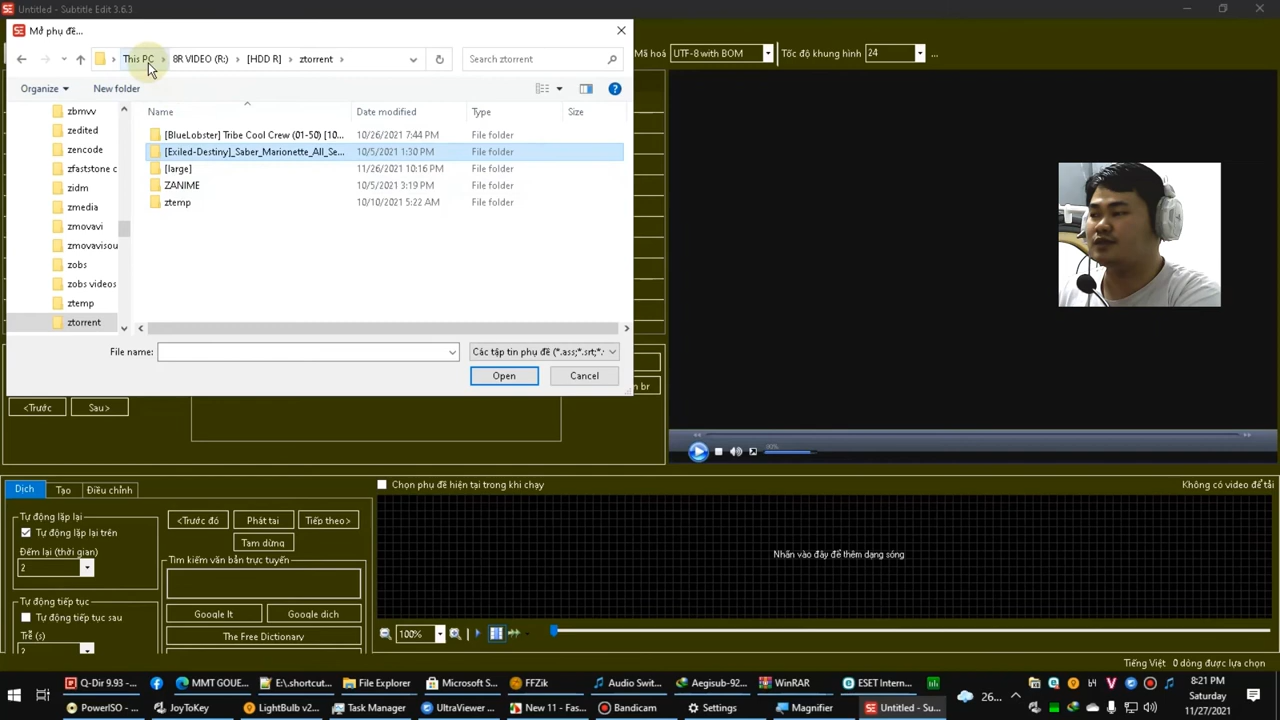 Untitled - Subtitle Edit 3.6.3
Mở phụ đề...
This PC > 8R VIDEO (R:) > [HDD R] > ztorrent >
Search ztorrent
Mã hoá UTF-8 with BOM
Tốc độ khung hình 24 ...
Organize
New folder
Name Date modified Type Size
zbmvv
zedited
zencode
zfaststone c
zidm
zmedia
zmovavi
zmovavisou
zobs
zobs videos
ztemp
ztorrent
[BlueLobster] Tribe Cool Crew (01-50) [10... 10/26/2021 7:44 PM File folder
[Exiled-Destiny]_Saber_Marionette_All_Se... 10/5/2021 1:30 PM File folder
[large] 11/26/2021 10:16 PM File folder
ZANIME 10/5/2021 3:19 PM File folder
ztemp 10/10/2021 5:22 AM File folder
File name:
Các tập tin phụ đề (*.ass;*.srt;*.
Open
Cancel
n br
<Trước
Sau>
Dịch Tạo Điều chỉnh
Tự động lặp lại
Tự động lặp lại trên
Đếm lại (thời gian)
2
Tự động tiếp tục
Tự động tiếp tục sau
Trễ (s)
2
<Trước đó
Phát tai
Tiếp theo>
Tạm dừng
Tìm kiếm văn bản trực tuyến
Google It
Google dịch
The Free Dictionary
Chọn phụ đề hiện tại trong khi chạy
Không có video để tải
Nhấn vào đây để thêm dạng sóng
100%
Tiếng Việt 0 dòng được lựa chọn
Q-Dir 9.93 - ...
MMT GOUE...
E:\.shortcut...
File Explorer
Microsoft S...
FFZik
Audio Swit...
Aegisub-92...
WinRAR
ESET Intern...
26...
PowerISO - ...
JoyToKey
LightBulb v2...
Task Manager
UltraViewer ...
New 11 - Fas...
Bandicam
Settings
Magnifier
Untitled - Su...
8:21 PM
Saturday
11/27/2021